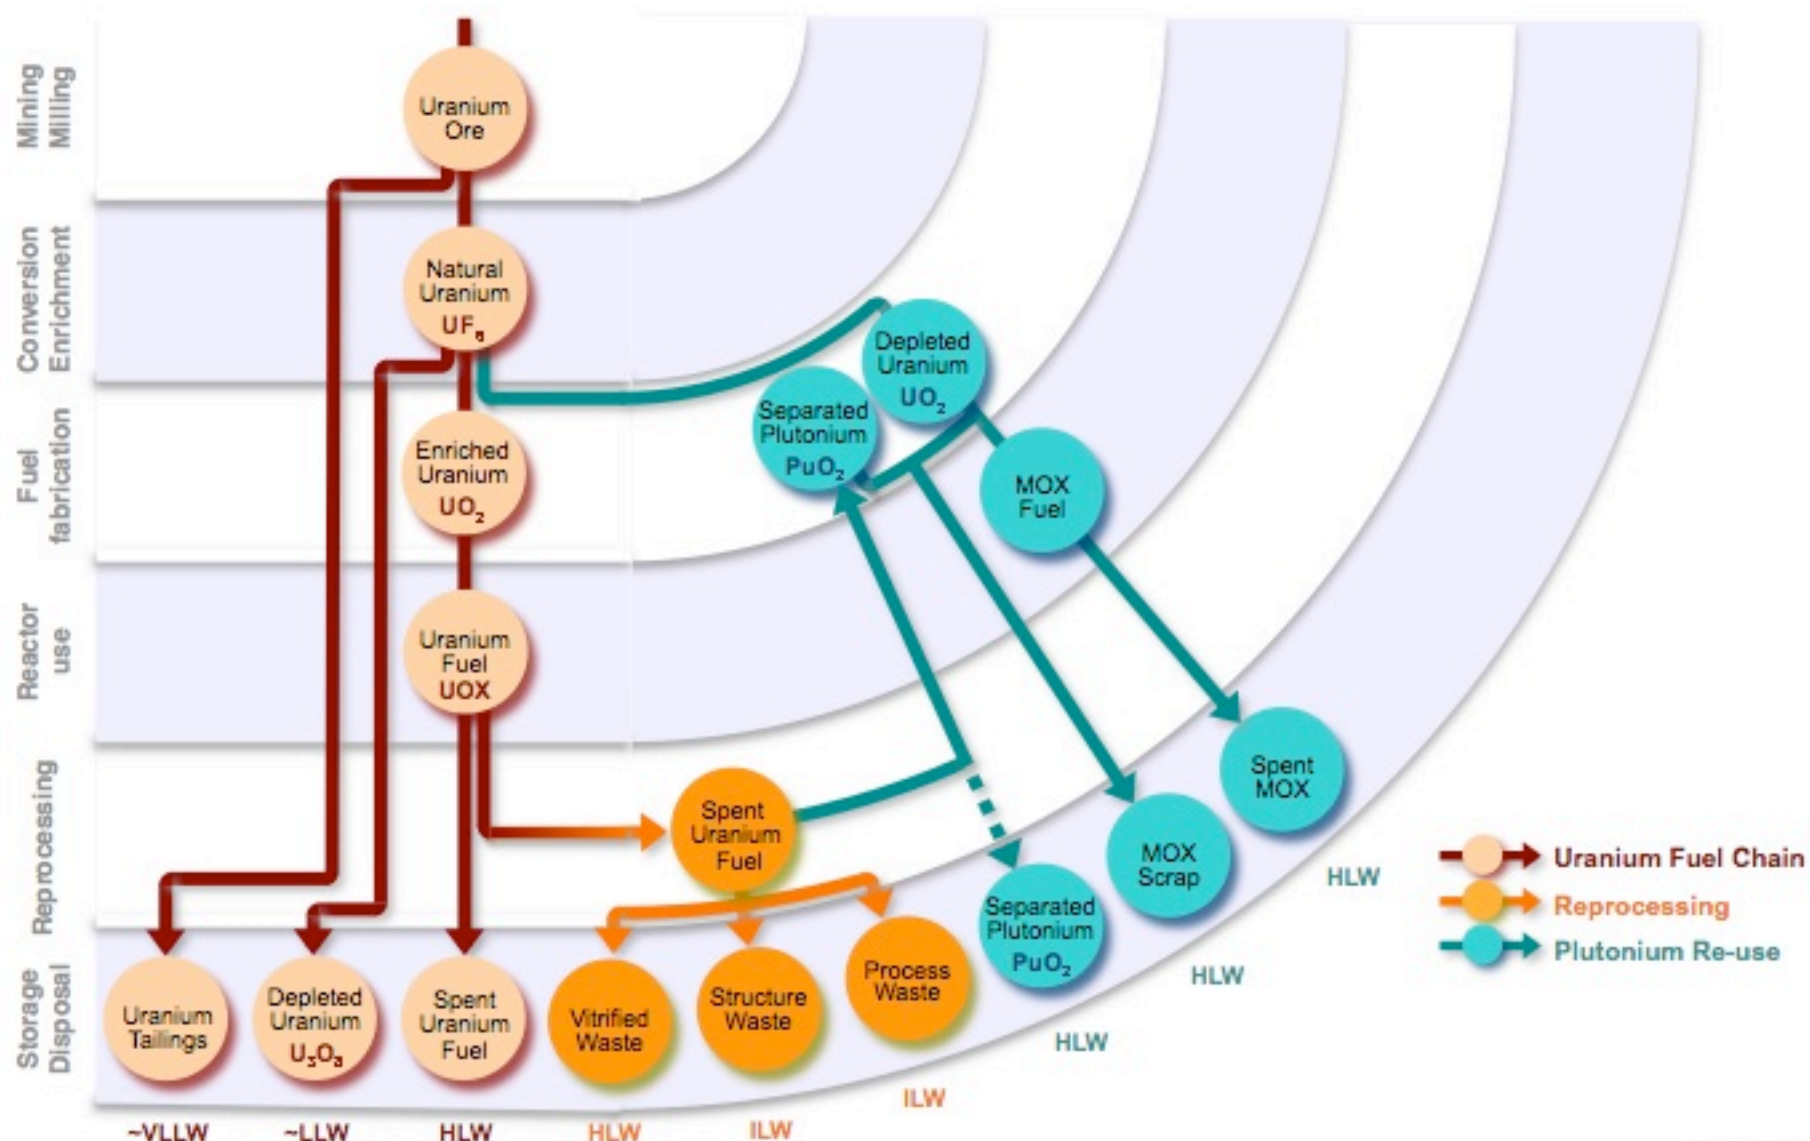 Mining
Milling
Conversion
Enrichment
Fuel
fabrication
Reactor
use
Reprocessing
Storage
Disposal
Uranium
Ore
Natural
Uranium
UF₆
Enriched
Uranium
UO₂
Uranium
Fuel
UOX
Depleted
Uranium
UO₂
Separated
Plutonium
PuO₂
MOX
Fuel
Spent
Uranium
Fuel
Spent
MOX
MOX
Scrap
Separated
Plutonium
PuO₂
Process
Waste
Structure
Waste
Vitrified
Waste
Spent
Uranium
Fuel
Depleted
Uranium
U₃O₈
Uranium
Tailings
~VLLW
~LLW
HLW
HLW
ILW
ILW
HLW
HLW
HLW
Uranium Fuel Chain
Reprocessing
Plutonium Re-use